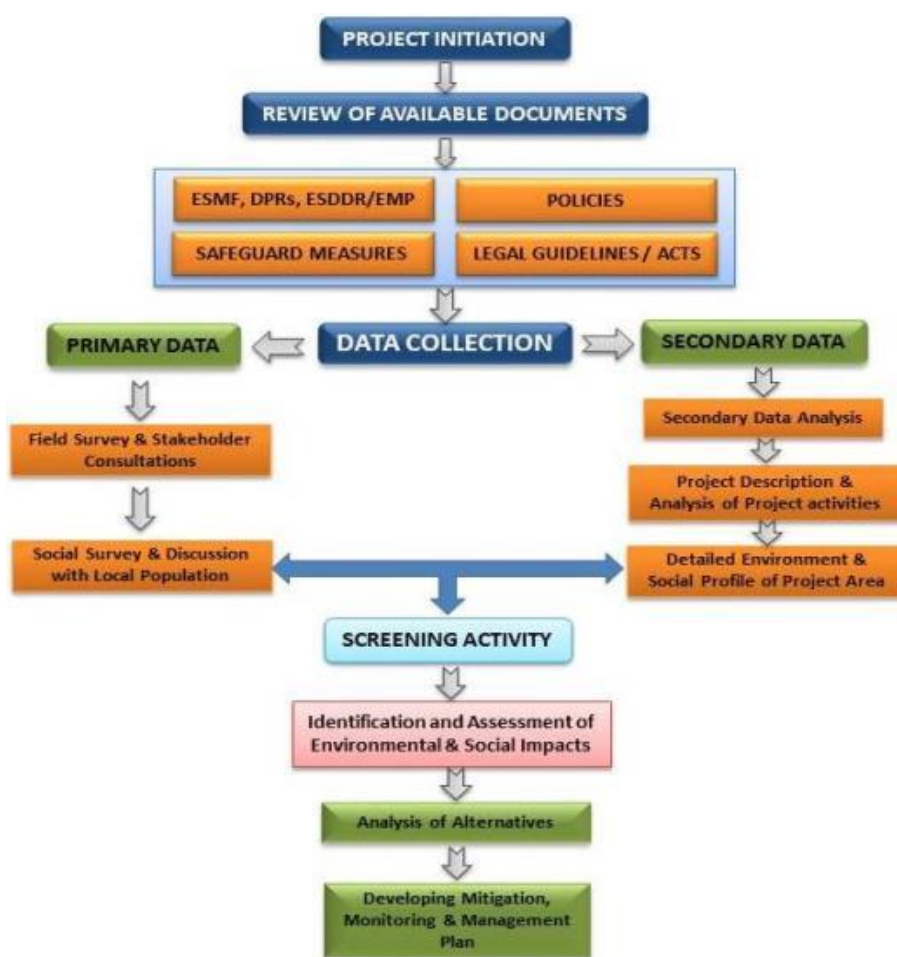 PROJECT INITIATION
REVIEW OF AVAILABLE DOCUMENTS
ESMF, DPRs, ESDDR/EMP
POLICIES
SAFEGUARD MEASURES
LEGAL GUIDELINES / ACTS
PRIMARY DATA
DATA COLLECTION
SECONDARY DATA
Field Survey & Stakeholder
Consultations
Social Survey & Discussion
with Local Population
Secondary Data Analysis
Project Description &
Analysis of Project activities
Detailed Environment &
Social Profile of Project Area
SCREENING ACTIVITY
Identification and Assessment of
Environmental & Social Impacts
Analysis of Alternatives
Developing Mitigation,
Monitoring & Management
Plan